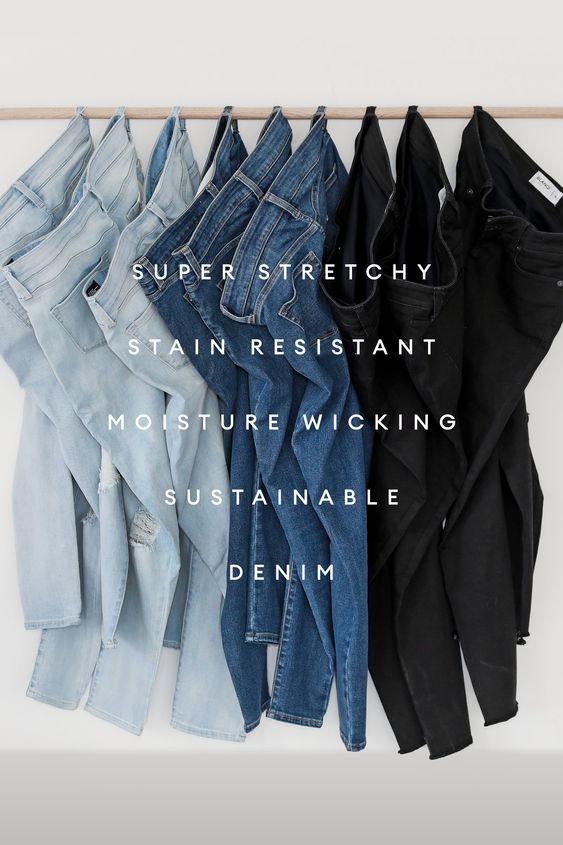 SUPER STRETCHY
STAIN RESISTANT
MOISTURE WICKING
SUSTAINABLE
DENIM